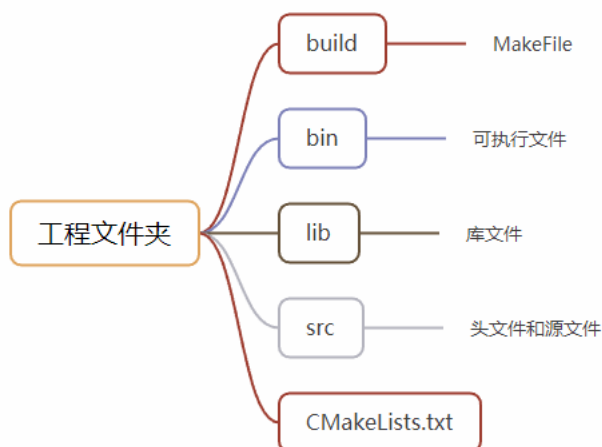 build
MakeFile
bin
可执行文件
工程文件夹
lib
库文件
src
头文件和源文件
CMakeLists.txt